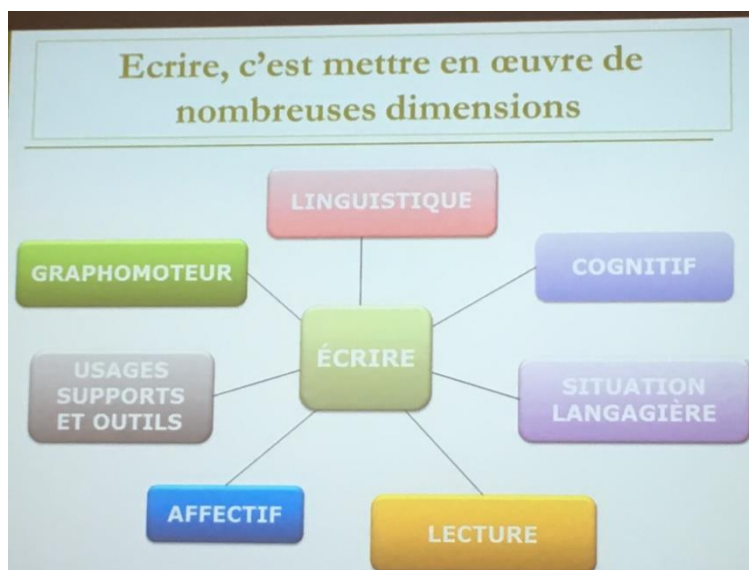 Ecrire, c'est mettre en œuvre de
nombreuses dimensions
LINGUISTIQUE
GRAPHOMOTEUR
COGNITIF
ÉCRIRE
USAGES
SUPPORTS
ET OUTILS
SITUATION
LANGAGIÈRE
AFFECTIF
LECTURE